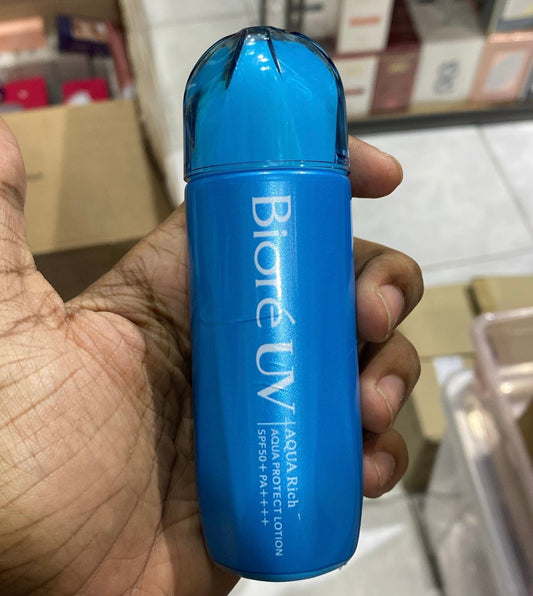 Bioré UV
AQUA Rich
AQUA PROTECT LOTION
SPF50+ PA++++